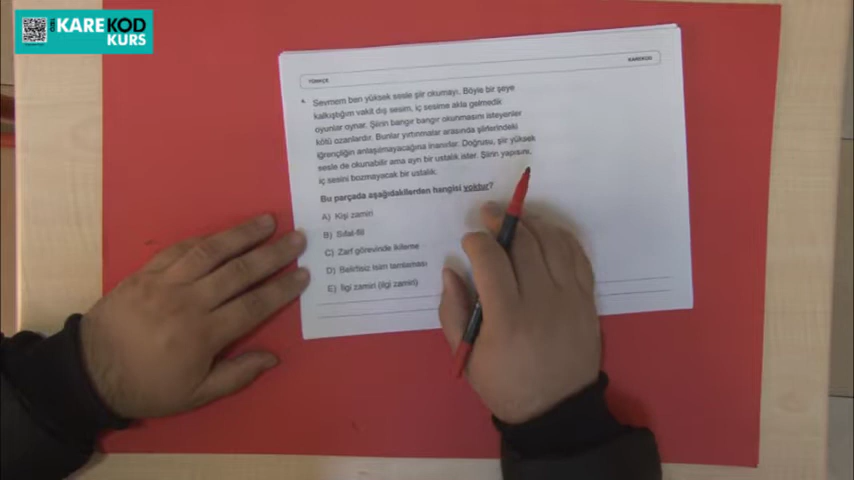 KAREKOD
KURS
TÜRKÇE
KAREKOD
4. Sevmem ben yüksek sesle şiir okumayı. Böyle bir şeye
kalkıştığım vakit dış sesim, iç sesime akla gelmedik
oyunlar oynar. Şiirin bangır bangır okunmasını isteyenler
kötü ozanlardır. Bunlar yırtınmalar arasında şiirlerindeki
iğrençliğin anlaşılmayacağına inanırlar. Doğrusu, şiir yüksek
sesle de okunabilir ama ayrı bir ustalık ister. Şiirin yapısını,
iç sesini bozmayacak bir ustalık.
Bu parçada aşağıdakilerden hangisi yoktur?
A) Kişi zamiri
B) Sıfat-fiil
C) Zarf görevinde ikileme
D) Belirtisiz isim tamlaması
E) İlgi zamiri (ilgi zamiri)